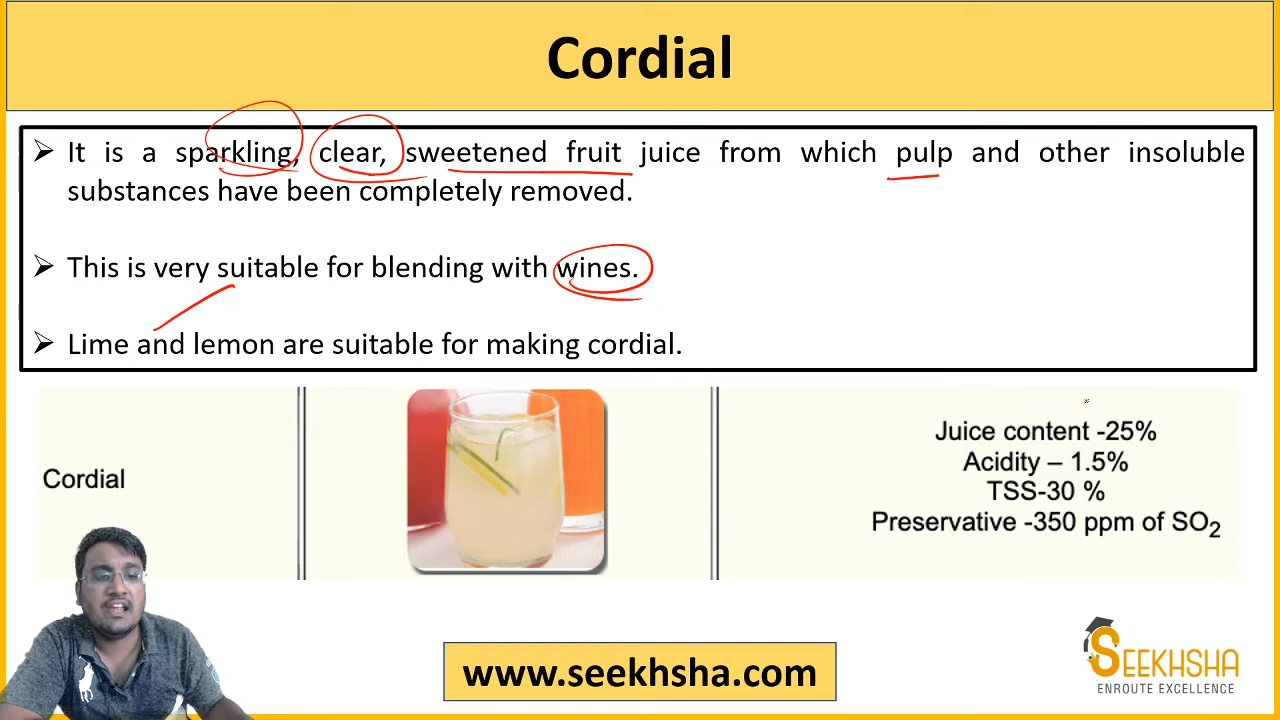 Cordial
➢ It is a sparkling, clear, sweetened fruit juice from which pulp and other insoluble
substances have been completely removed.
➢ This is very suitable for blending with wines.
➢ Lime and lemon are suitable for making cordial.
Cordial
Juice content -25%
Acidity – 1.5%
TSS-30 %
Preservative -350 ppm of SO2
www.seekhsha.com
SEEKHSHA
ENROUTE EXCELLENCE